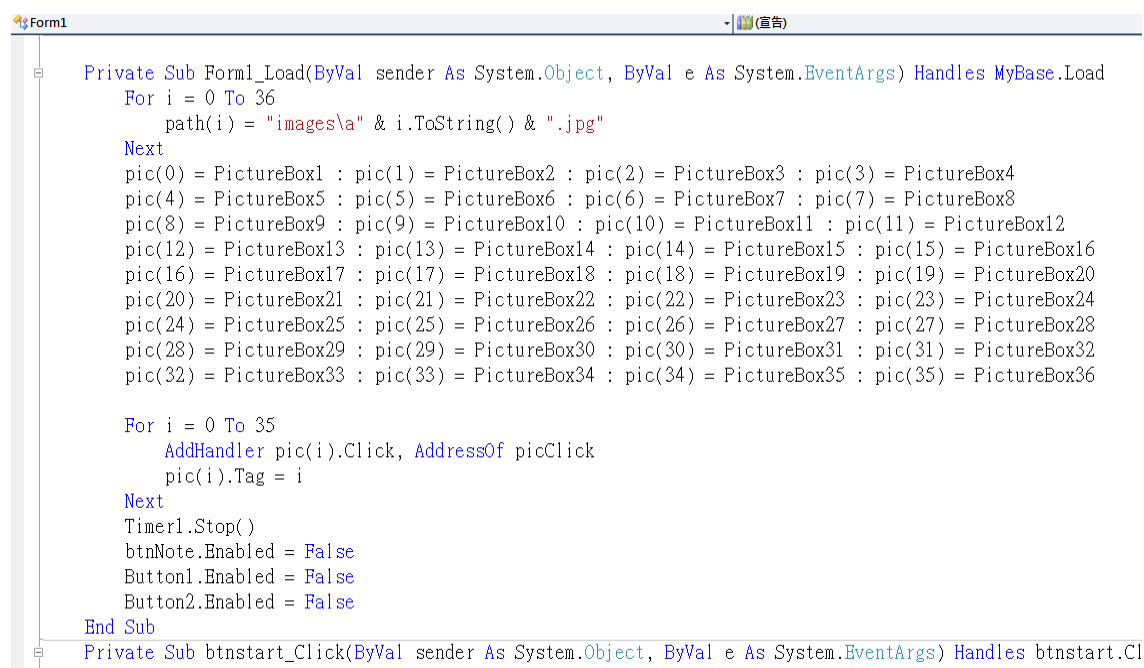 Form1 (宣告)
Private Sub Form1_Load(ByVal sender As System.Object, ByVal e As System.EventArgs) Handles MyBase.Load
For i = 0 To 36
path(i) = "images\a" & i.ToString() & ".jpg"
Next
pic(0) = PictureBox1 : pic(1) = PictureBox2 : pic(2) = PictureBox3 : pic(3) = PictureBox4
pic(4) = PictureBox5 : pic(5) = PictureBox6 : pic(6) = PictureBox7 : pic(7) = PictureBox8
pic(8) = PictureBox9 : pic(9) = PictureBox10 : pic(10) = PictureBox11 : pic(11) = PictureBox12
pic(12) = PictureBox13 : pic(13) = PictureBox14 : pic(14) = PictureBox15 : pic(15) = PictureBox16
pic(16) = PictureBox17 : pic(17) = PictureBox18 : pic(18) = PictureBox19 : pic(19) = PictureBox20
pic(20) = PictureBox21 : pic(21) = PictureBox22 : pic(22) = PictureBox23 : pic(23) = PictureBox24
pic(24) = PictureBox25 : pic(25) = PictureBox26 : pic(26) = PictureBox27 : pic(27) = PictureBox28
pic(28) = PictureBox29 : pic(29) = PictureBox30 : pic(30) = PictureBox31 : pic(31) = PictureBox32
pic(32) = PictureBox33 : pic(33) = PictureBox34 : pic(34) = PictureBox35 : pic(35) = PictureBox36
For i = 0 To 35
AddHandler pic(i).Click, AddressOf picClick
pic(i).Tag = i
Next
Timer1.Stop()
btnNote.Enabled = False
Button1.Enabled = False
Button2.Enabled = False
End Sub
Private Sub btnstart_Click(ByVal sender As System.Object, ByVal e As System.EventArgs) Handles btnstart.Cl